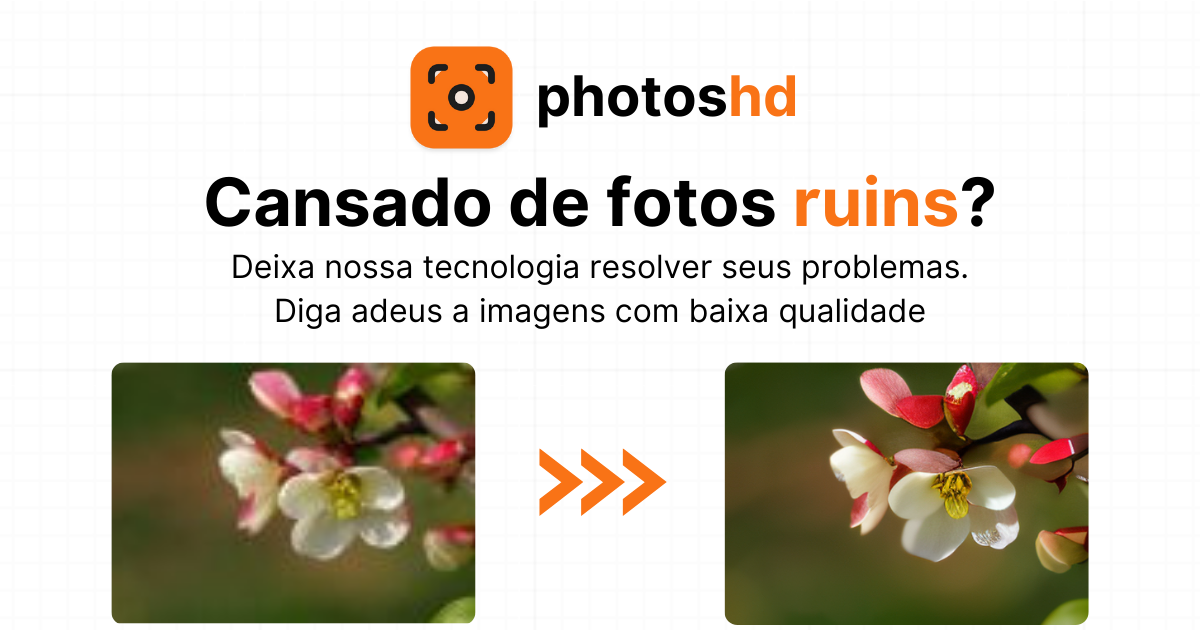 photoshd
Cansado de fotos ruins?
Deixa nossa tecnologia resolver seus problemas.
Diga adeus a imagens com baixa qualidade